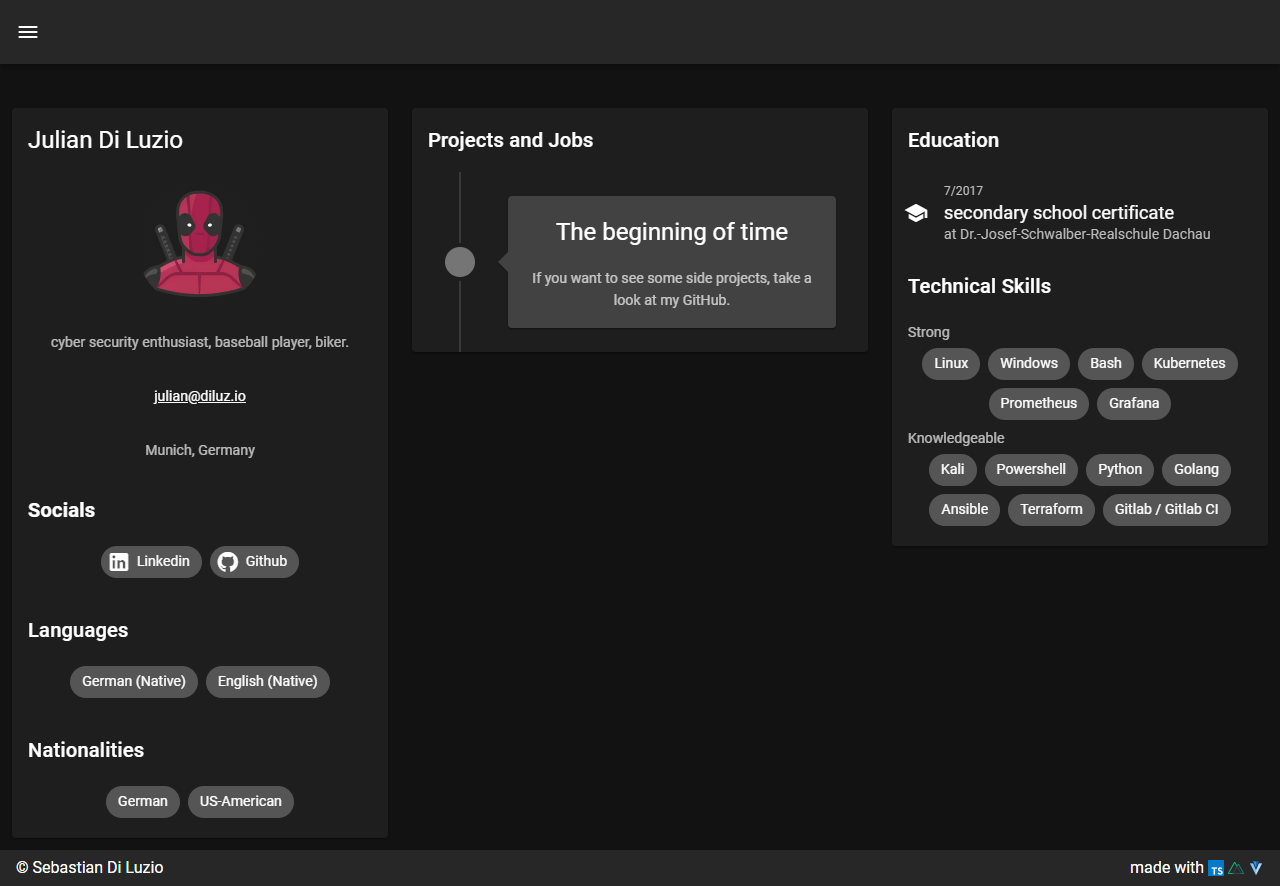 Julian Di Luzio
cyber security enthusiast, baseball player, biker.
julian@diluz.io
Munich, Germany
Socials
Linkedin Github
Languages
German (Native) English (Native)
Nationalities
German US-American
Projects and Jobs
The beginning of time
If you want to see some side projects, take a
look at my GitHub.
Education
7/2017
secondary school certificate
at Dr.-Josef-Schwalber-Realschule Dachau
Technical Skills
Strong
Linux Windows Bash Kubernetes
Prometheus Grafana
Knowledgeable
Kali Powershell Python Golang
Ansible Terraform Gitlab / Gitlab CI
© Sebastian Di Luzio
made with TS